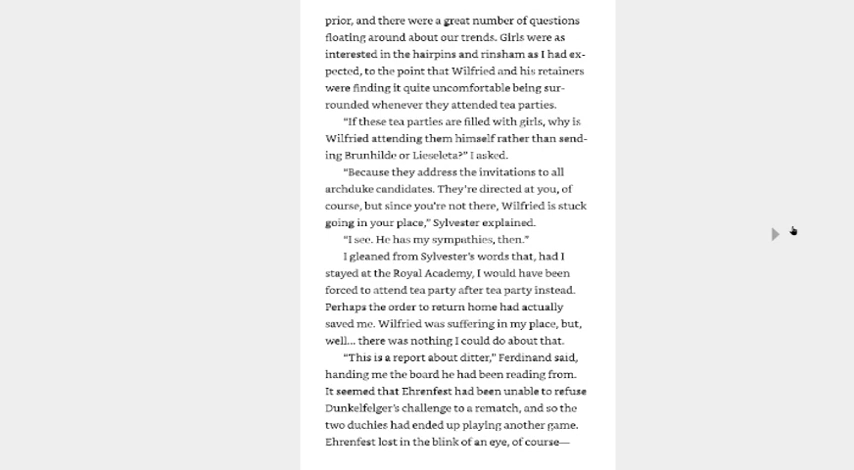 prior, and there were a great number of questions
floating around about our trends. Girls were as
interested in the hairpins and rinsham as I had ex-
pected, to the point that Wilfried and his retainers
were finding it quite uncomfortable being sur-
rounded whenever they attended tea parties.
“If these tea parties are filled with girls, why is
Wilfried attending them himself rather than send-
ing Brunhilde or Lieseleta?” I asked.
“Because they address the invitations to all
archduke candidates. They’re directed at you, of
course, but since you’re not there, Wilfried is stuck
going in your place,” Sylvester explained.
“I see. He has my sympathies, then.”
I gleaned from Sylvester’s words that, had I
stayed at the Royal Academy, I would have been
forced to attend tea party after tea party instead.
Perhaps the order to return home had actually
saved me. Wilfried was suffering in my place, but,
well... there was nothing I could do about that.
“This is a report about ditter,” Ferdinand said,
handing me the board he had been reading from.
It seemed that Ehrenfest had been unable to refuse
Dunkelfelger’s challenge to a rematch, and so the
two duchies had ended up playing another game.
Ehrenfest lost in the blink of an eye, of course—